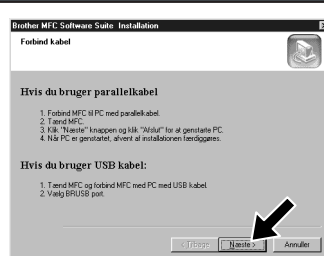 Brother MFC Software Suite Installation
Forbind kabel
Hvis du bruger parallelkabel
1. Forbind MFC til PC med parallelkabel.
2. Tænd MFC.
3. Klik "Næste" knappen og klik "Afslut" for at genstarte PC.
4. Når PC er genstartet, afvent at installationen færdiggøres.
Hvis du bruger USB kabel:
1. Tænd MFC og forbind MFC med PC med USB kabel.
2. Vælg BRUSB port.
< Tilbage Næste > Annuller